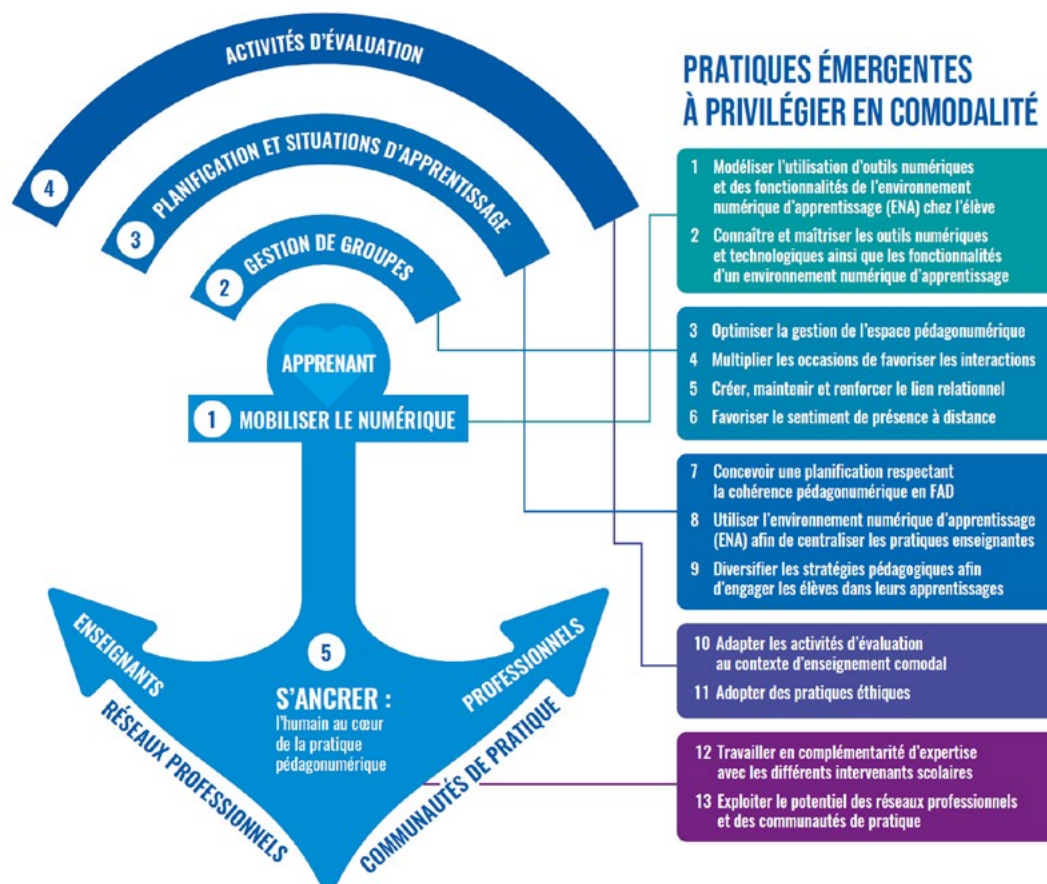 ACTIVITÉS D'ÉVALUATION
4
PLANIFICATION ET SITUATIONS D'APPRENTISSAGE
3
GESTION DE GROUPES
2
APPRENANT
1 MOBILISER LE NUMÉRIQUE
5
S'ANCRER :
l'humain au cœur
de la pratique
pédagonumérique
ENSEIGNANTS
PROFESSIONNELS
RÉSEAUX PROFESSIONNELS
COMMUNAUTÉS DE PRATIQUE
PRATIQUES ÉMERGENTES
À PRIVILÉGIER EN COMODALITÉ
1 Modéliser l'utilisation d'outils numériques
et des fonctionnalités de l'environnement
numérique d'apprentissage (ENA) chez l'élève
2 Connaître et maîtriser les outils numériques
et technologiques ainsi que les fonctionnalités
d'un environnement numérique d'apprentissage
3 Optimiser la gestion de l'espace pédagonumérique
4 Multiplier les occasions de favoriser les interactions
5 Créer, maintenir et renforcer le lien relationnel
6 Favoriser le sentiment de présence à distance
7 Concevoir une planification respectant
la cohérence pédagonumérique en FAD
8 Utiliser l'environnement numérique d'apprentissage
(ENA) afin de centraliser les pratiques enseignantes
9 Diversifier les stratégies pédagogiques afin
d'engager les élèves dans leurs apprentissages
10 Adapter les activités d'évaluation
au contexte d'enseignement comodal
11 Adopter des pratiques éthiques
12 Travailler en complémentarité d'expertise
avec les différents intervenants scolaires
13 Exploiter le potentiel des réseaux professionnels
et des communautés de pratique